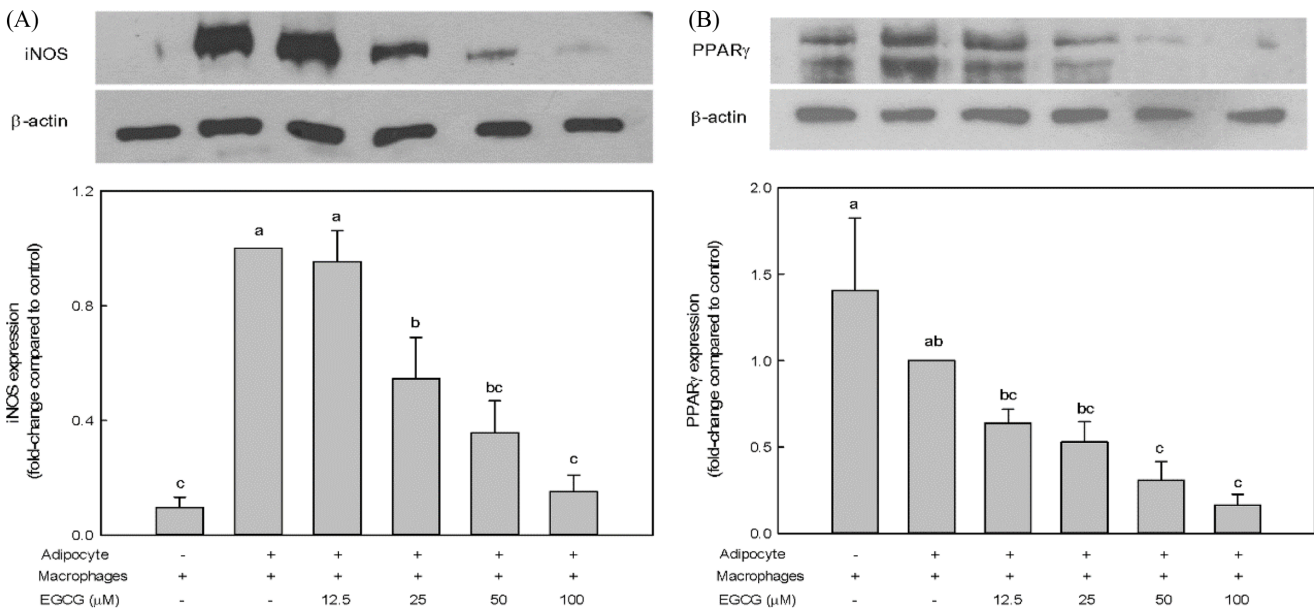 (A)
iNOS
β-actin
1.2
0.8
0.4
0.0
iNOS expression
(fold-change compared to control)
c
a
a
b
bc
c
Adipocyte - + + + + +
Macrophages + + + + + +
EGCG (μM) - - 12.5 25 50 100
(B)
PPARγ
β-actin
2.0
1.5
1.0
0.5
0.0
PPARγ expression
(fold-change compared to control)
a
ab
bc
bc
c
c
Adipocyte - + + + + +
Macrophages + + + + + +
EGCG (μM) - - 12.5 25 50 100